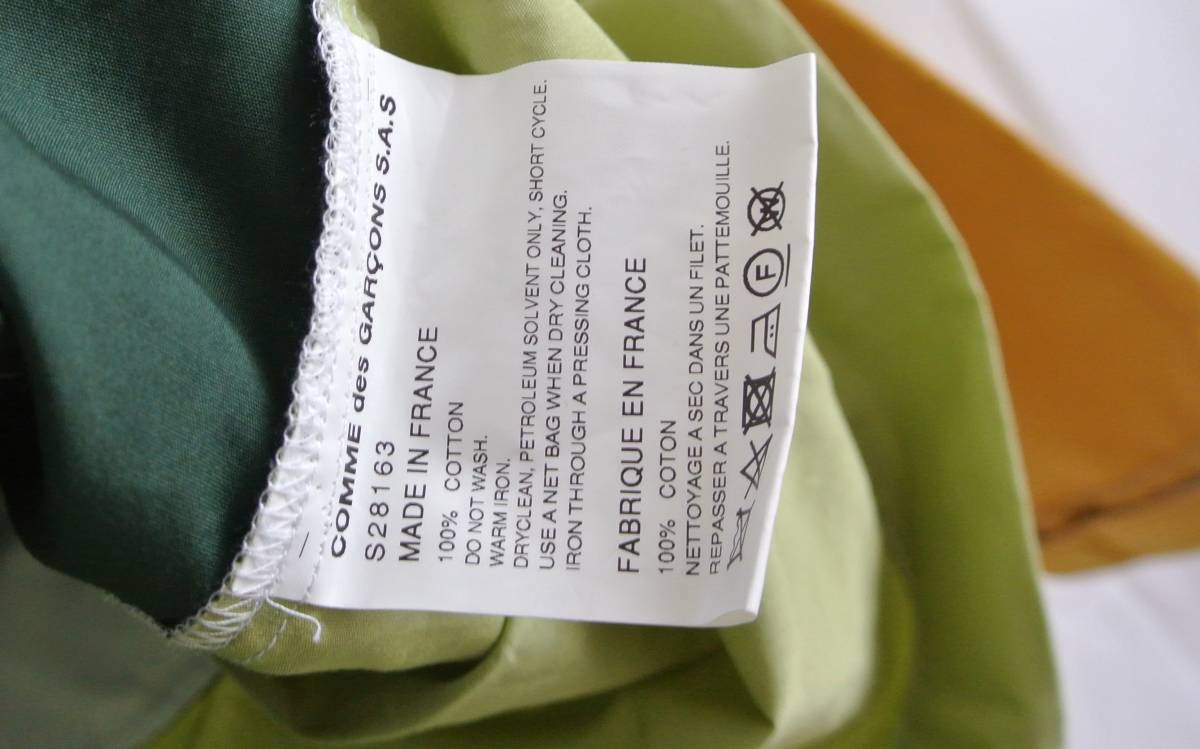 COMME des GARÇONS S.A.S
S28163
MADE IN FRANCE
100% COTTON
DO NOT WASH.
WARM IRON.
DRYCLEAN, PETROLEUM SOLVENT ONLY, SHORT CYCLE.
USE A NET BAG WHEN DRY CLEANING.
IRON THROUGH A PRESSING CLOTH.
FABRIQUE EN FRANCE
100% COTON
NETTOYAGE A SEC DANS UN FILET.
REPASSER A TRAVERS UNE PATTEMOUILLE.
F W